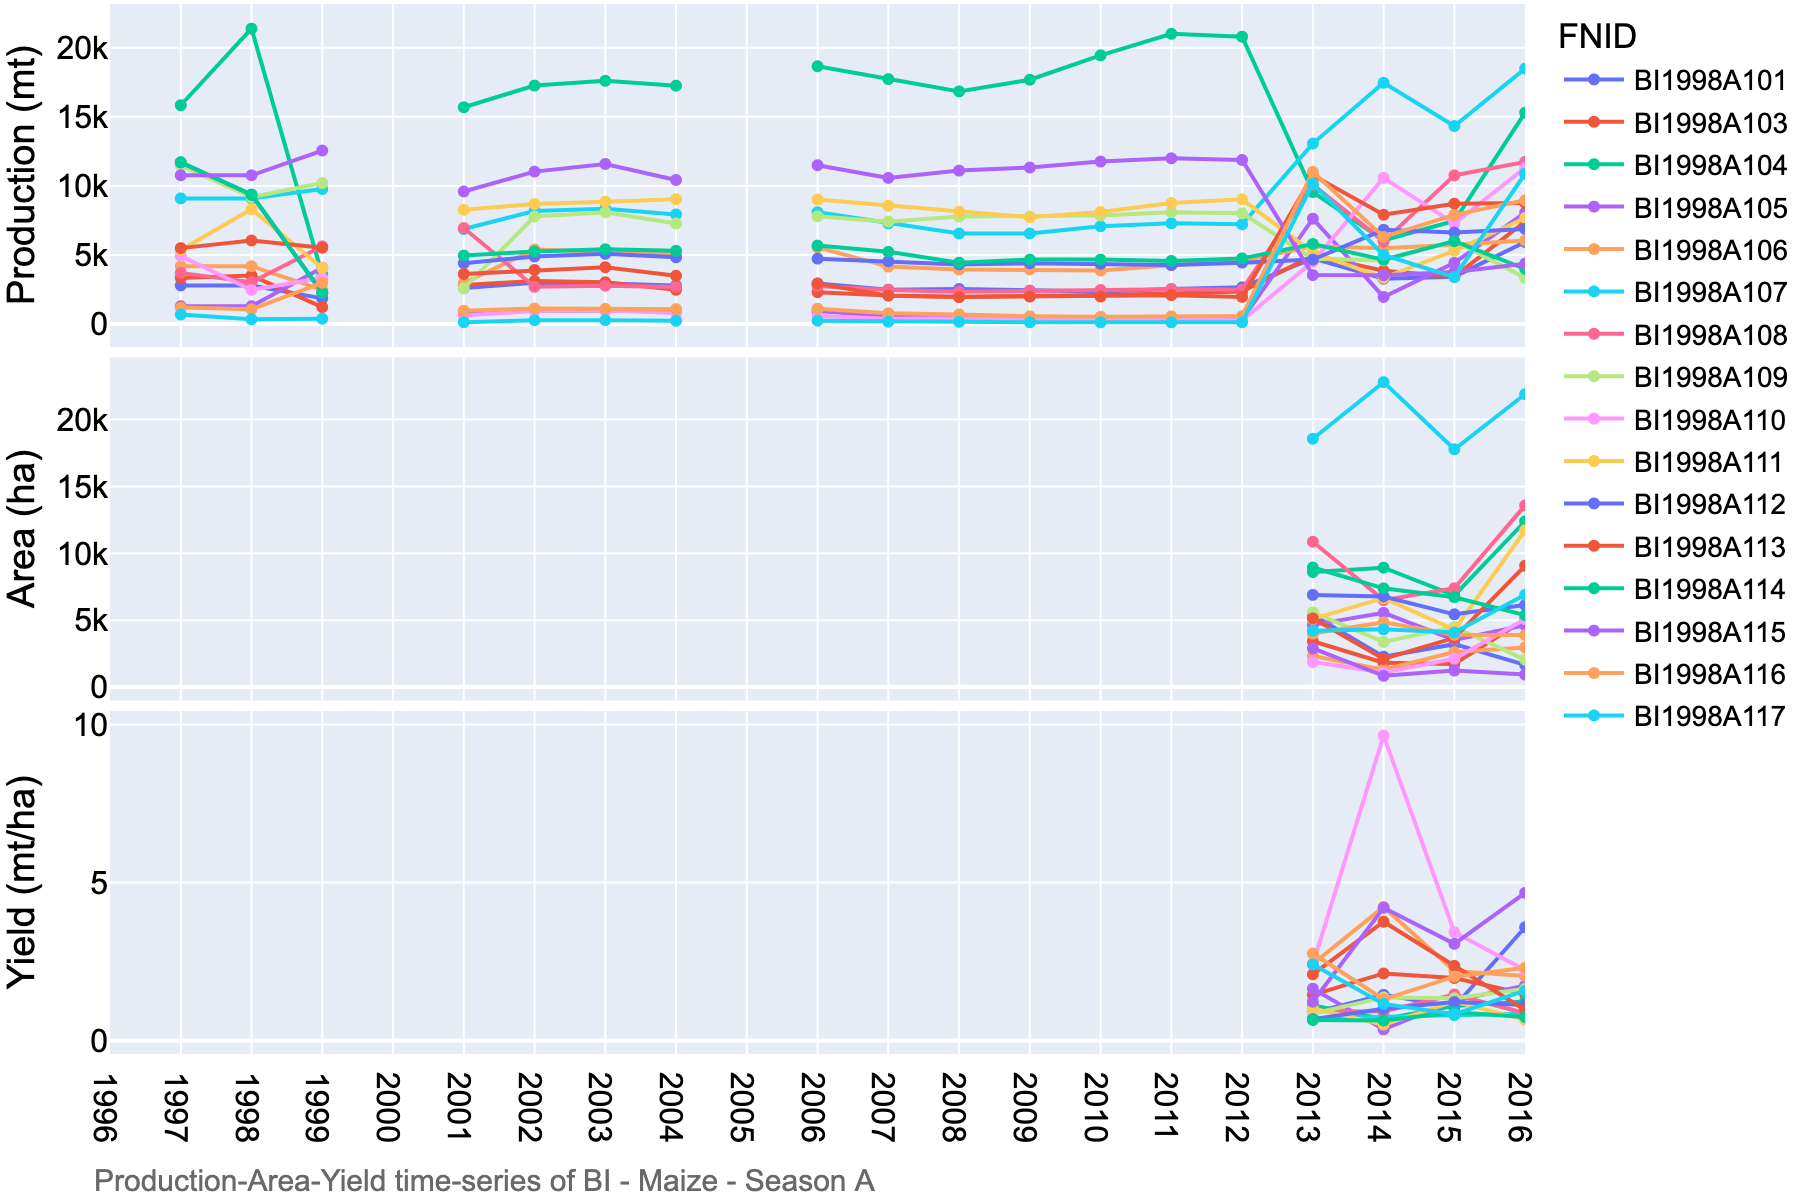 Production (mt)
20k
15k
10k
5k
0
Area (ha)
20k
15k
10k
5k
0
Yield (mt/ha)
10
5
0
1996
1997
1998
1999
2000
2001
2002
2003
2004
2005
2006
2007
2008
2009
2010
2011
2012
2013
2014
2015
2016
Production-Area-Yield time-series of BI - Maize - Season A
FNID
BI1998A101
BI1998A103
BI1998A104
BI1998A105
BI1998A106
BI1998A107
BI1998A108
BI1998A109
BI1998A110
BI1998A111
BI1998A112
BI1998A113
BI1998A114
BI1998A115
BI1998A116
BI1998A117